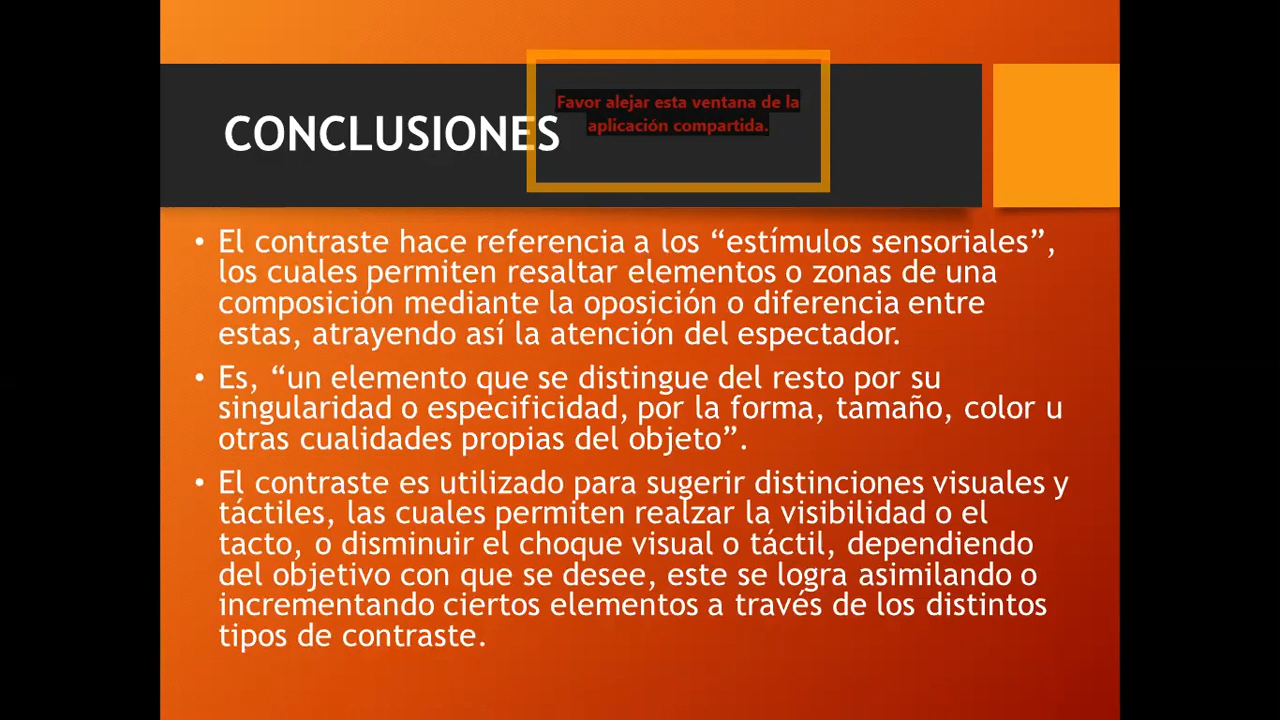 Favor alejar esta ventana de la
aplicación compartida.
CONCLUSIONES
• El contraste hace referencia a los “estímulos sensoriales”,
los cuales permiten resaltar elementos o zonas de una
composición mediante la oposición o diferencia entre
estas, atrayendo así la atención del espectador.
• Es, “un elemento que se distingue del resto por su
singularidad o especificidad, por la forma, tamaño, color u
otras cualidades propias del objeto”.
• El contraste es utilizado para sugerir distinciones visuales y
táctiles, las cuales permiten realzar la visibilidad o el
tacto, o disminuir el choque visual o táctil, dependiendo
del objetivo con que se desee, este se logra asimilando o
incrementando ciertos elementos a través de los distintos
tipos de contraste.